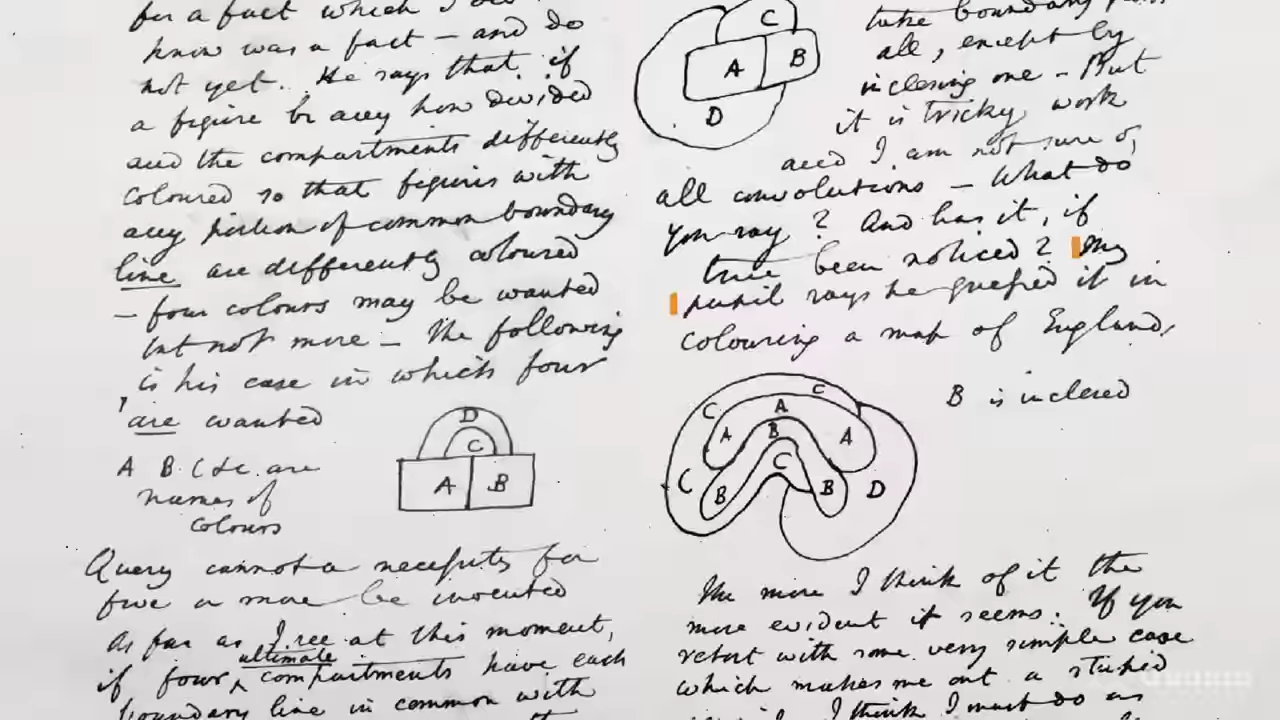 for a fact which I did
know was a fact – and do
not yet. He says that if
a figure be any how divided
and the compartments differently
coloured so that figures with
any portion of common boundary
line are differently coloured
– four colours may be wanted
but not more – The following
is his case in which four
are wanted
A B C &c. are
names of
colours
D
C
A B
Query cannot a necessity for
five or more be invented
As far as I see at this moment,
if four ultimate compartments have each
boundary line in common with
C
A B
D
take boundary from
all, except by
inclosing one – But
it is tricky work
and I am not sure of
all convolutions – What do
you say? And has it, if
true been noticed? My
pupil says he guessed it in
colouring a map of England,
B is inclosed
C
C A
A B A
C C
B B D
The more I think of it the
more evident it seems. If you
retort with some very simple case
which makes me out a stupid
I think I must do as